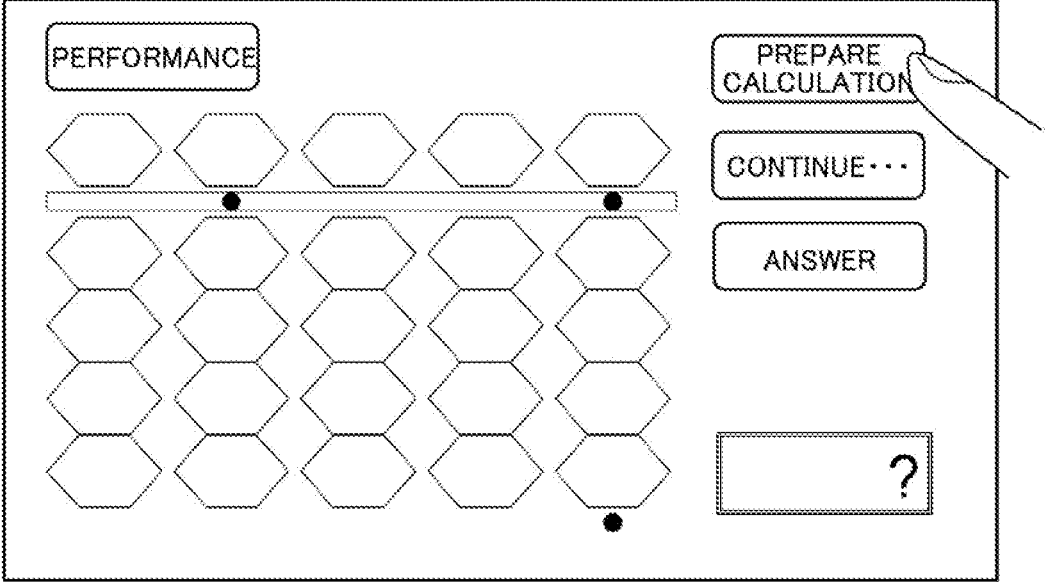 PERFORMANCE
PREPARE
CALCULATION
CONTINUE･･･
ANSWER
?